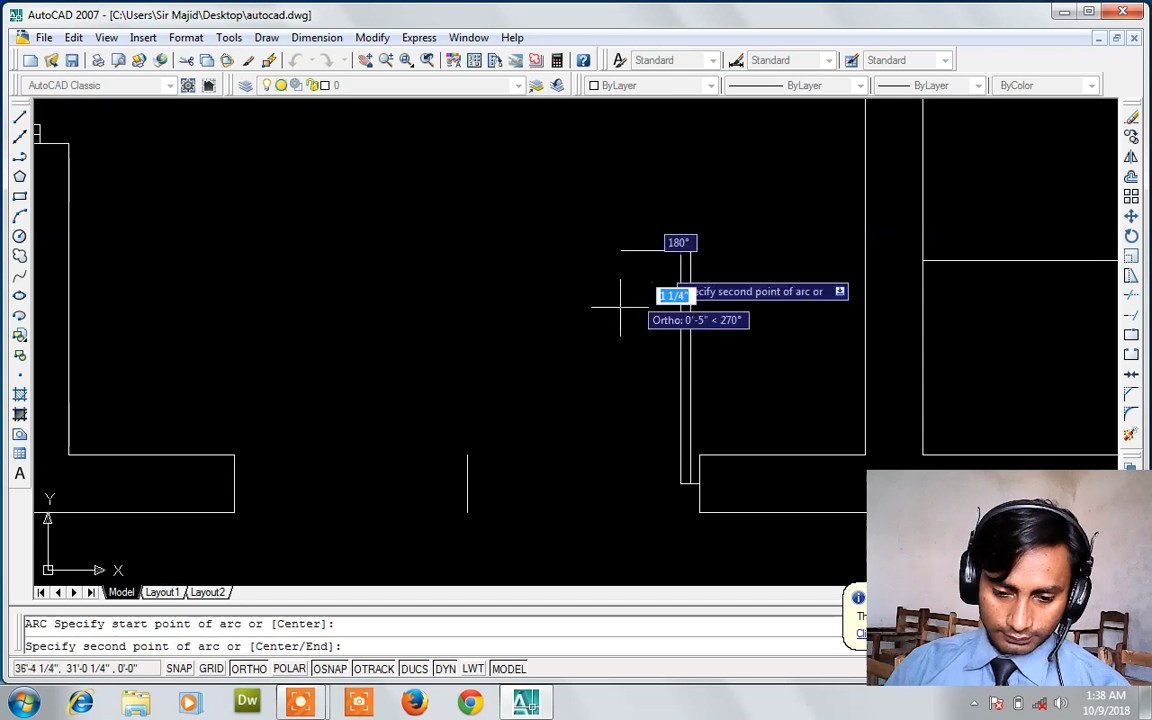 AutoCAD 2007 - [C:\Users\Sir Majid\Desktop\autocad.dwg]
File Edit View Insert Format Tools Draw Dimension Modify Express Window Help
Standard Standard Standard
AutoCAD Classic 0 ByLayer ByLayer ByLayer ByColor
180°
1 1/4" ecify second point of arc or
Ortho: 0'-5" < 270°
A
Y
X
Model Layout1 Layout2
Th
Cli
ARC Specify start point of arc or [Center]:
Specify second point of arc or [Center/End]:
36'-4 1/4", 31'-0 1/4" , 0'-0" SNAP GRID ORTHO POLAR OSNAP OTRACK DUCS DYN LWT MODEL
Dw
1:38 AM
10/9/2018